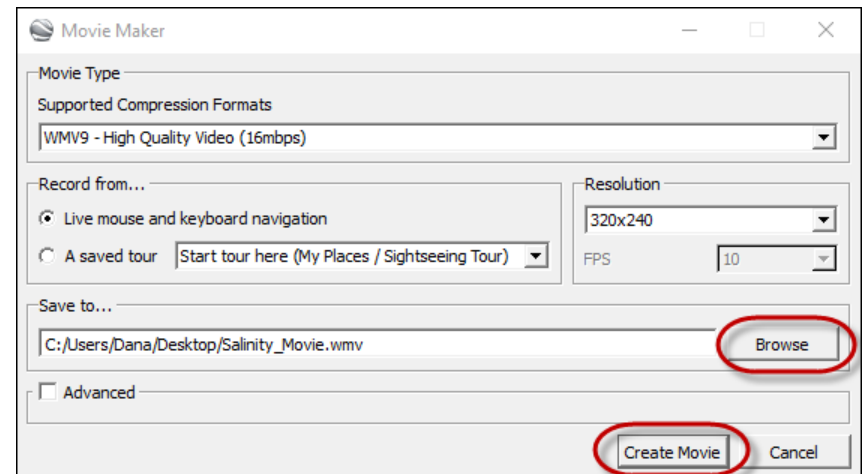 Movie Maker
Movie Type
Supported Compression Formats
WMV9 - High Quality Video (16mbps)
Record from...
Live mouse and keyboard navigation
A saved tour Start tour here (My Places / Sightseeing Tour)
Resolution
320x240
FPS 10
Save to...
C:/Users/Dana/Desktop/Salinity_Movie.wmv Browse
Advanced
Create Movie Cancel